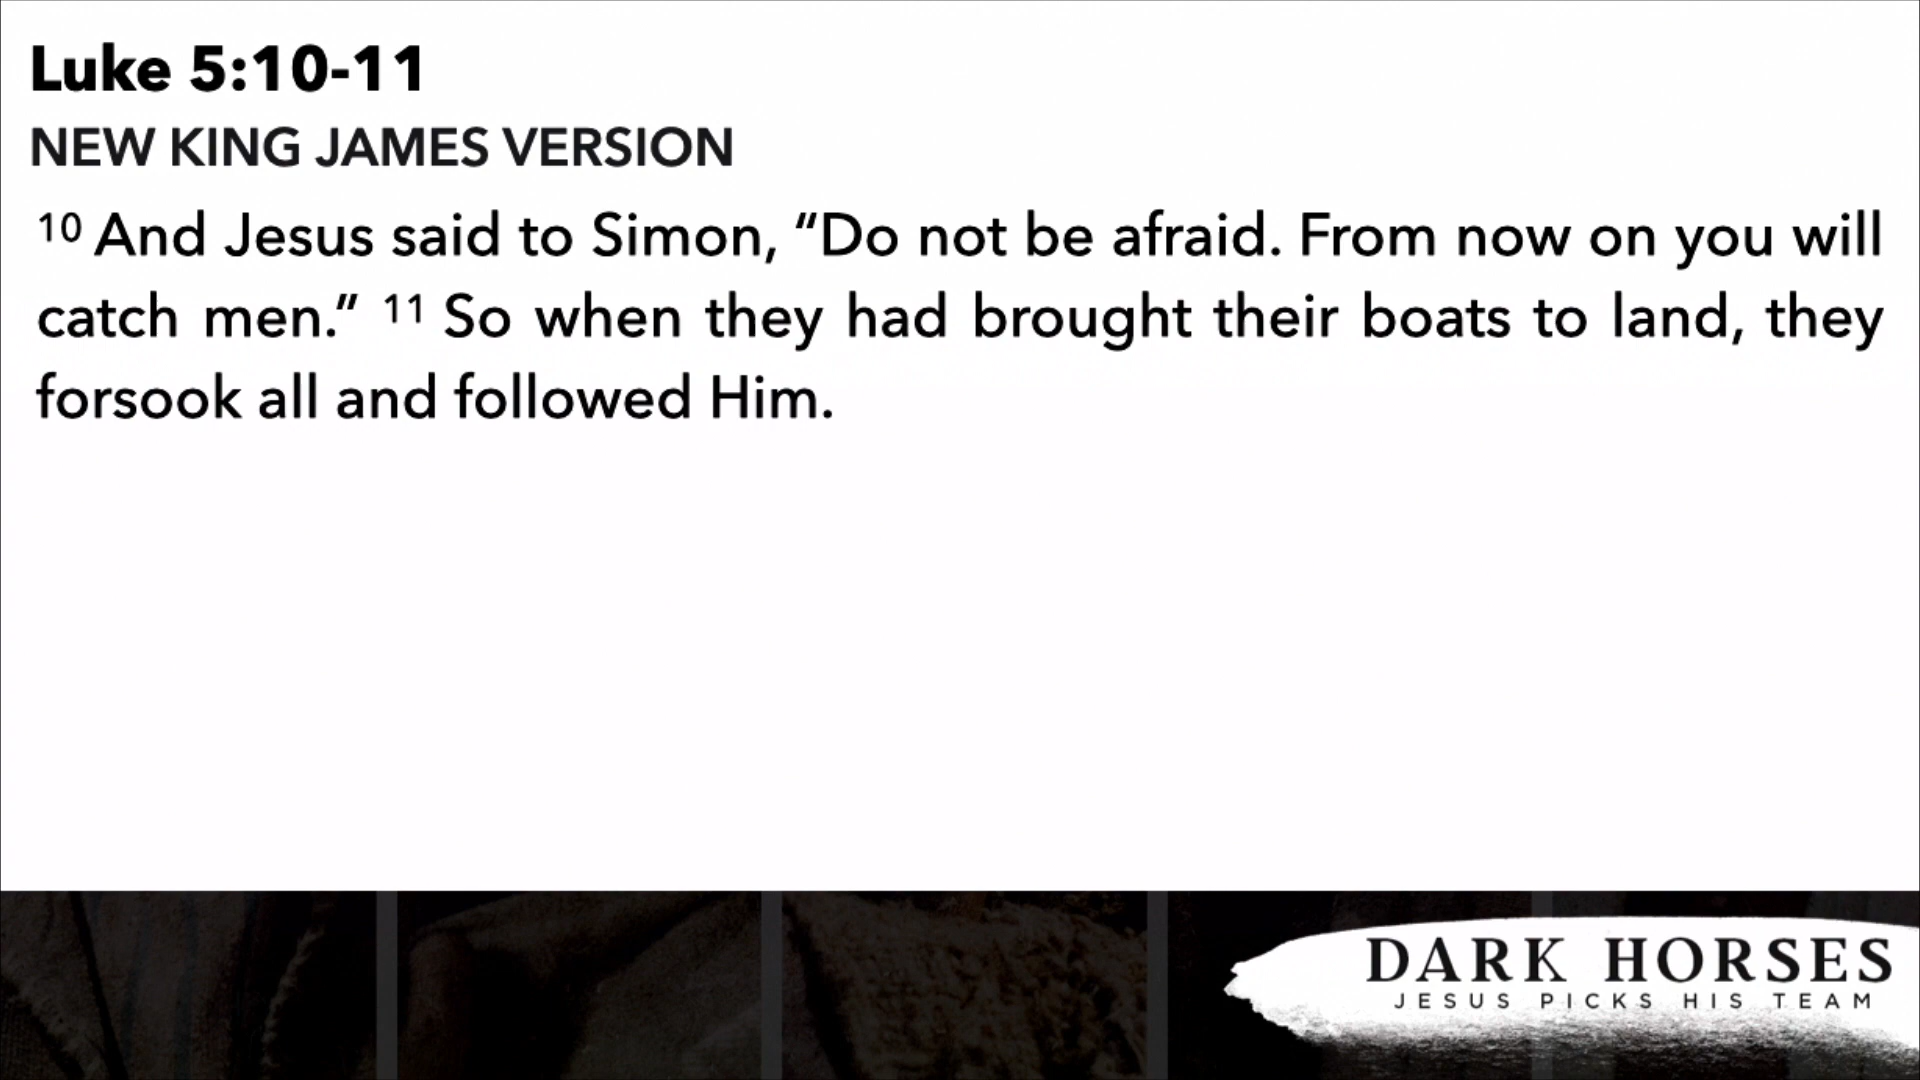 Luke 5:10-11
NEW KING JAMES VERSION
10 And Jesus said to Simon, “Do not be afraid. From now on you will
catch men.” 11 So when they had brought their boats to land, they
forsook all and followed Him.
DARK HORSES
JESUS PICKS HIS TEAM